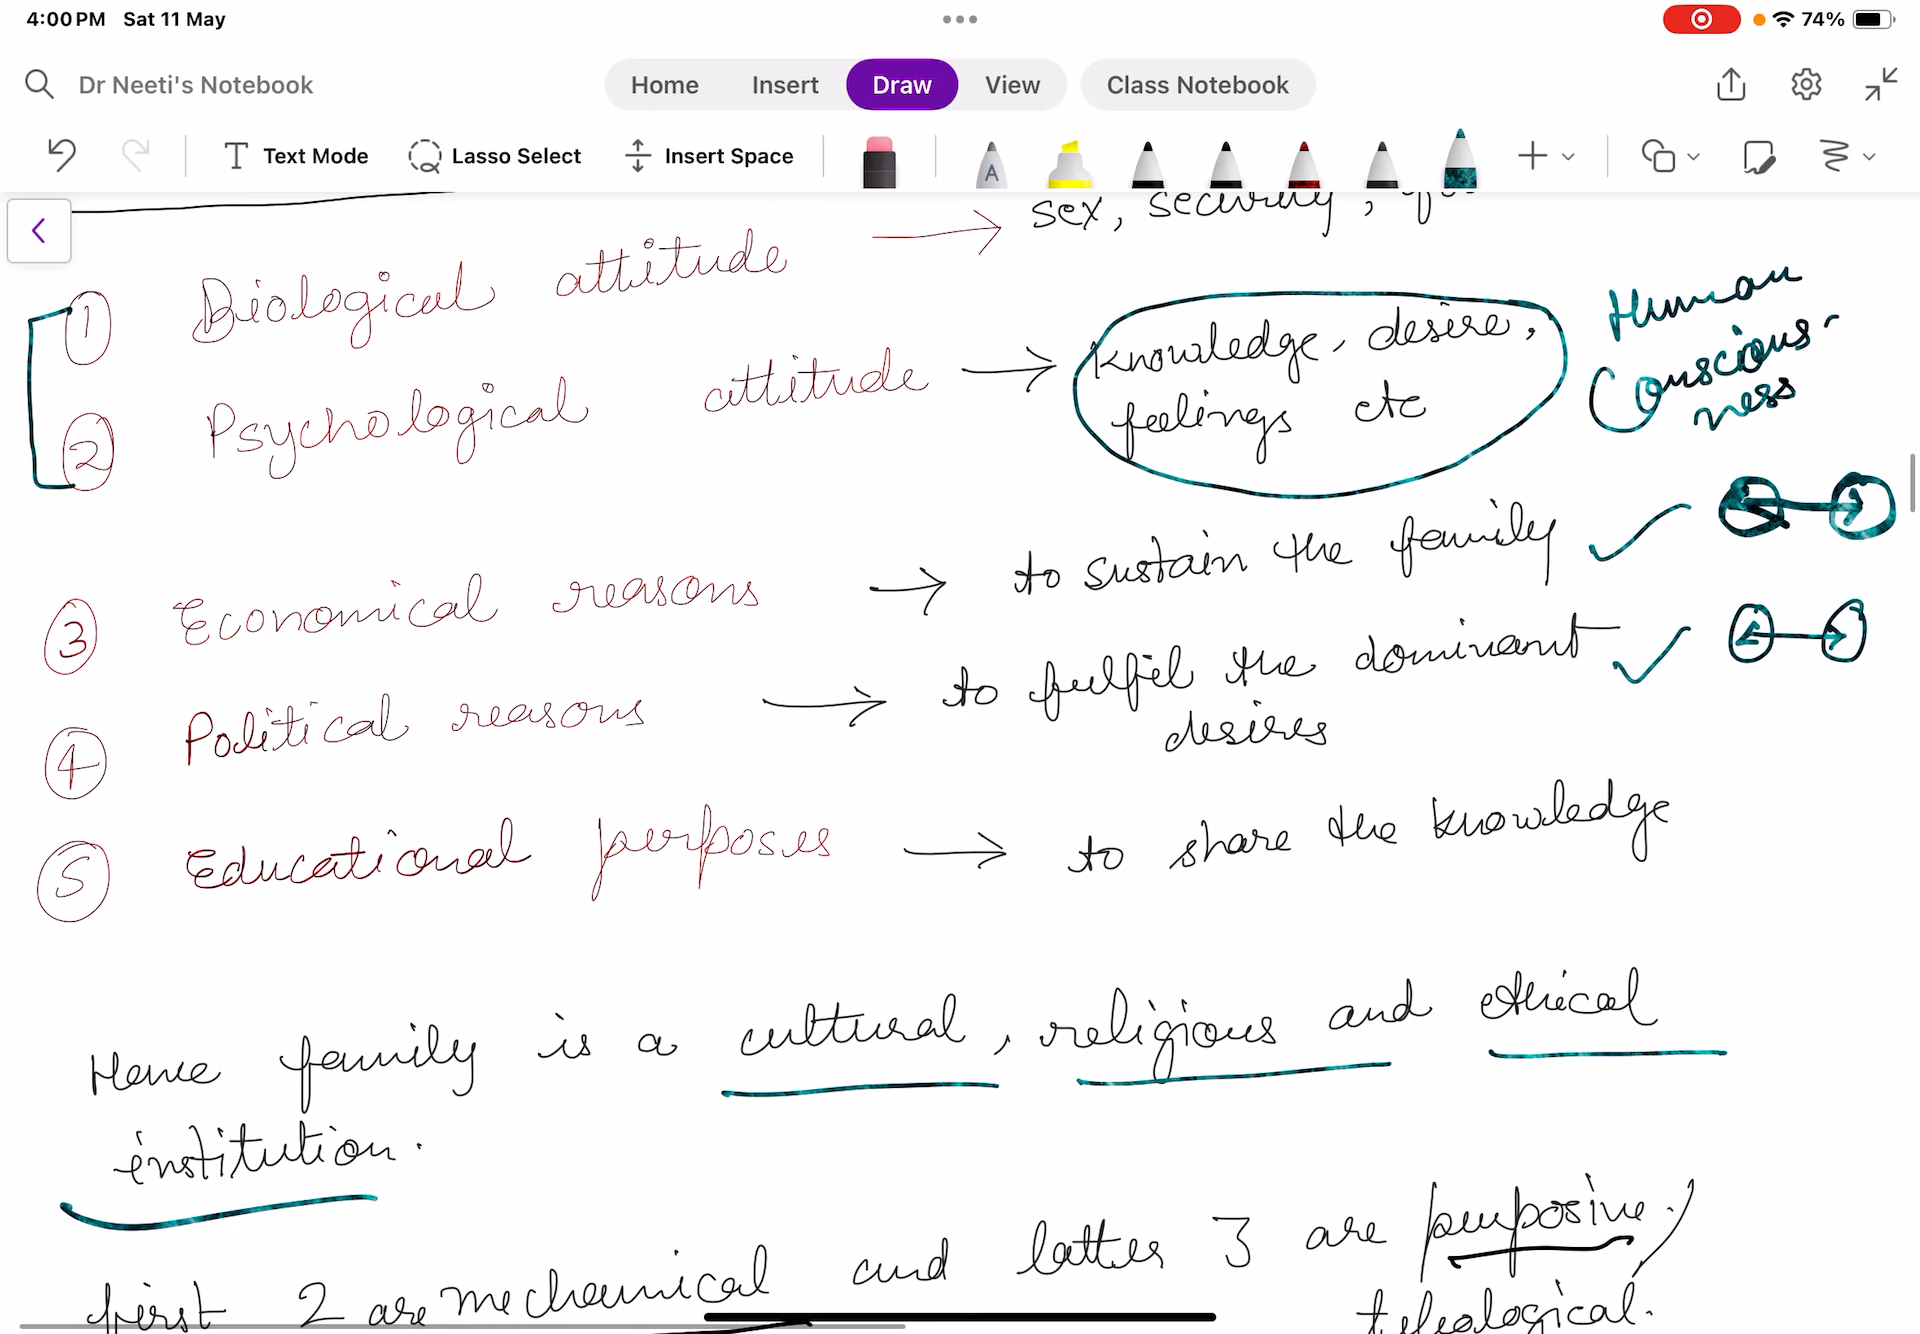 4:00 PM Sat 11 May
74%
Dr Neeti's Notebook
Home Insert Draw View Class Notebook
Text Mode Lasso Select Insert Space
A
sex, security,
① Biological attitude →
② Psychological attitude → knowledge, desire,
feelings etc
Human
Conscious-
ness
③ Economical reasons → to sustain the family ✓
④ Political reasons → to fulfil the dominant ✓
desires
⑤ Educational perposes → to share the knowledge
Hence family is a cultural, religious and ethical
institution.
first 2 are mechanical and latter 3 are purposive /
teleological.